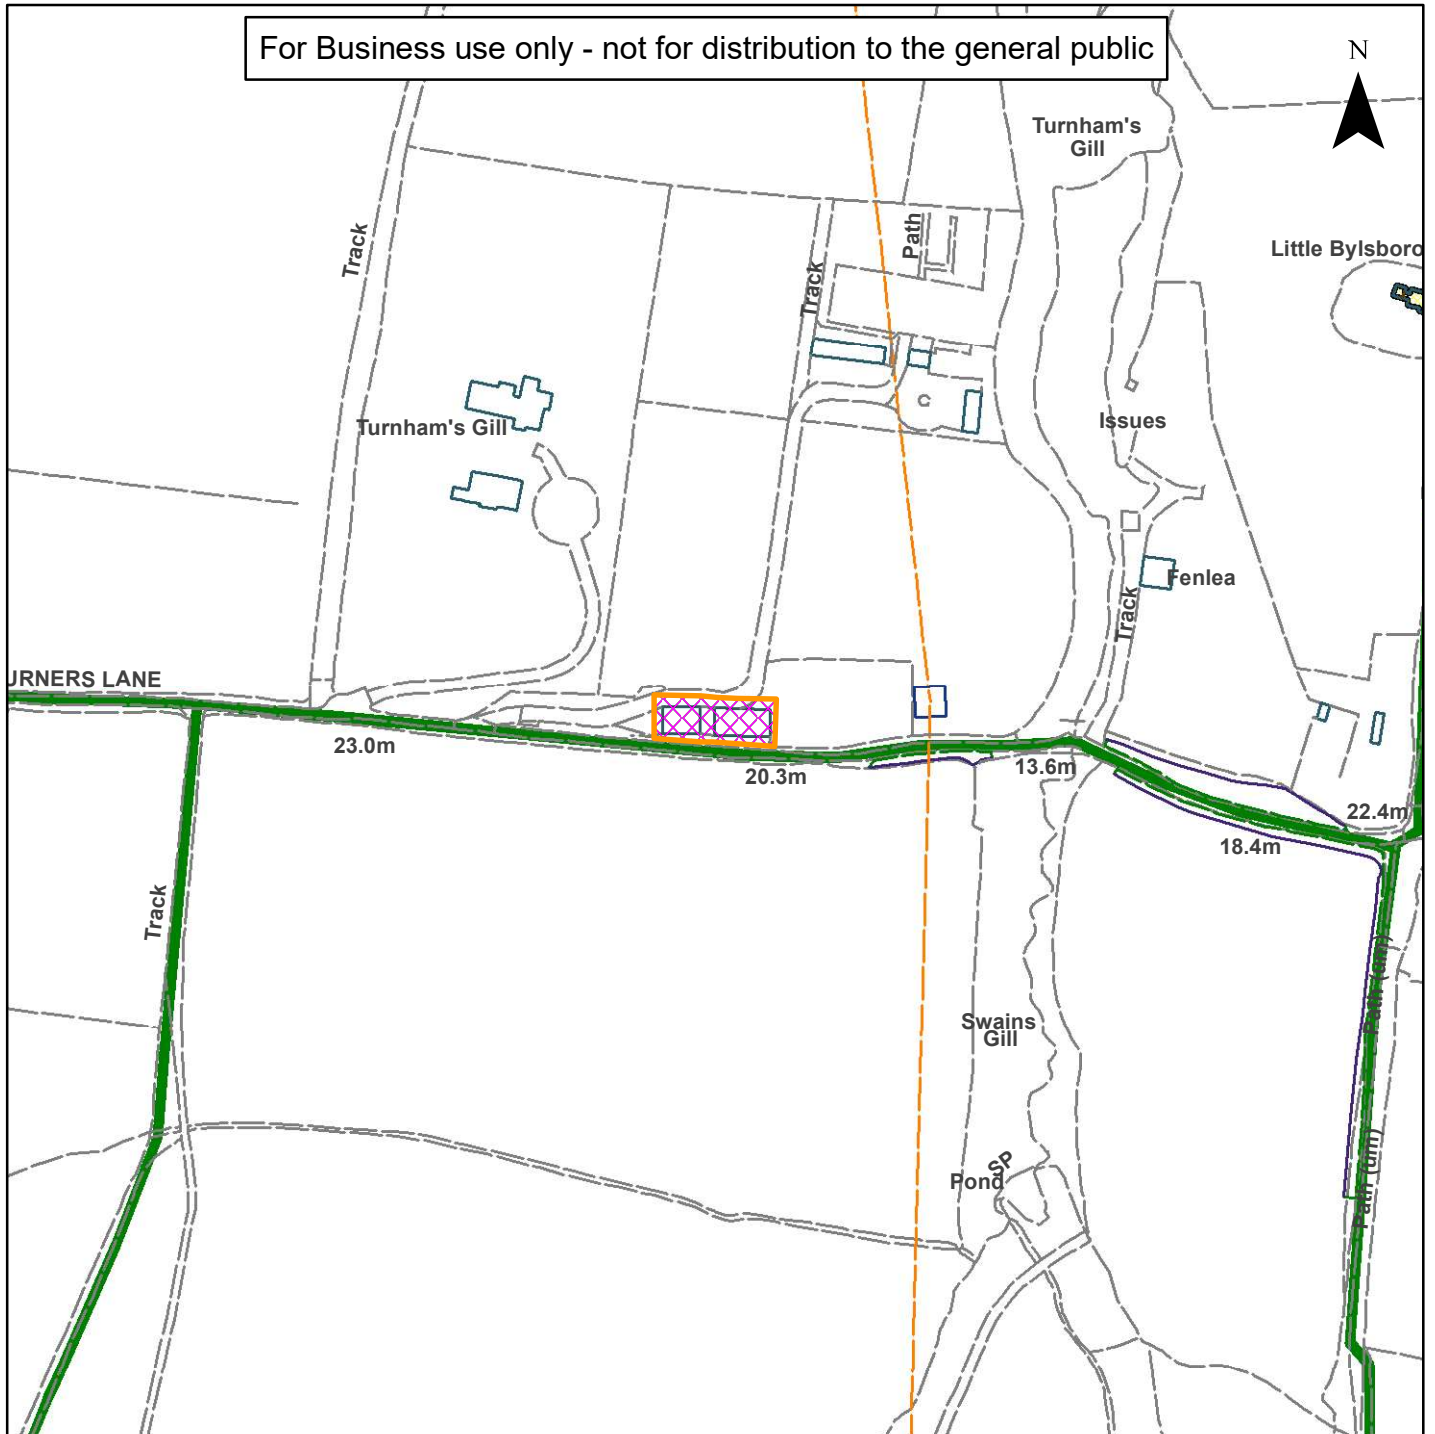 For Business use only - not for distribution to the general public
N
Turnham's
Gill
Track
Path
Little Bylsboro
Track
Issues
Turnham's Gill
Fenlea
Track
URNERS LANE
23.0m
20.3m
13.6m
22.4m
18.4m
Track
Path (um)
Swains
Gill
Path (um)
SP
Pond